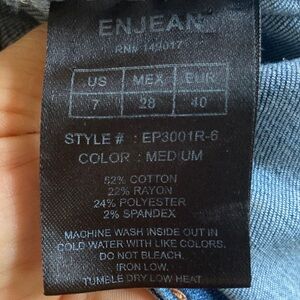 ENJEAN
RN# 149017
US MEX EUR
7 28 40
STYLE # : EP3001R-6
COLOR : MEDIUM
52% COTTON
22% RAYON
24% POLYESTER
2% SPANDEX
MACHINE WASH INSIDE OUT IN
COLD WATER WITH LIKE COLORS.
DO NOT BLEACH.
IRON LOW.
TUMBLE DRY LOW HEAT